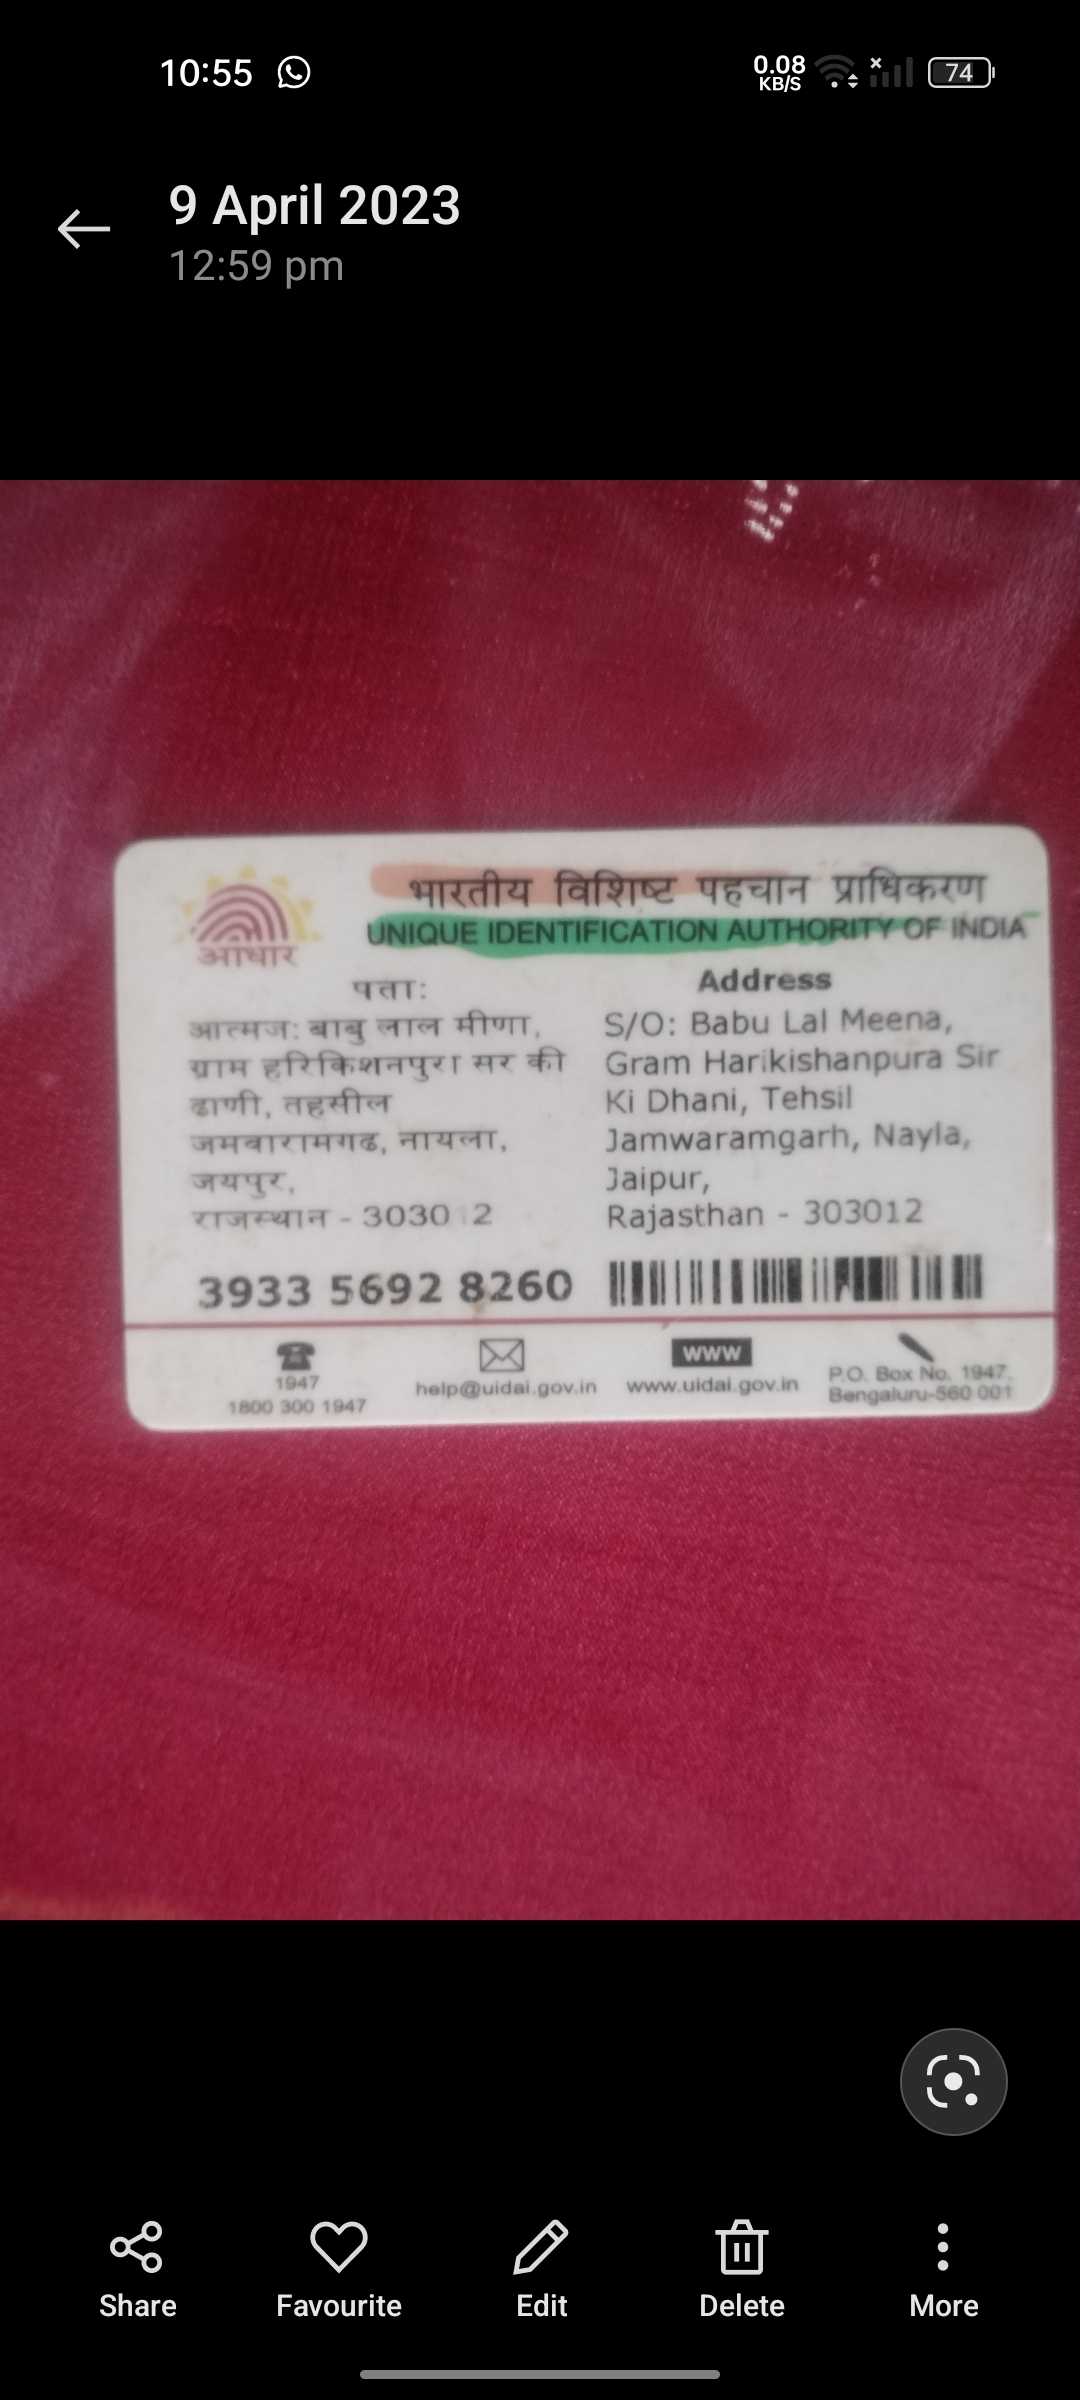 10:55
0.08 KB/S
74
9 April 2023
12:59 pm
भारतीय विशिष्ट पहचान प्राधिकरण
UNIQUE IDENTIFICATION AUTHORITY OF INDIA
आधार
पता:
आत्मज: बाबु लाल मीणा,
ग्राम हरिकिशनपुरा सर की
ढाणी, तहसील
जमवारामगढ, नायला,
जयपुर,
राजस्थान - 303012
Address
S/O: Babu Lal Meena,
Gram Harikishanpura Sir
Ki Dhani, Tehsil
Jamwaramgarh, Nayla,
Jaipur,
Rajasthan - 303012
3933 5692 8260
1947
1800 300 1947
help@uidai.gov.in
www
www.uidai.gov.in
P.O. Box No. 1947,
Bengaluru-560 001
Share
Favourite
Edit
Delete
More